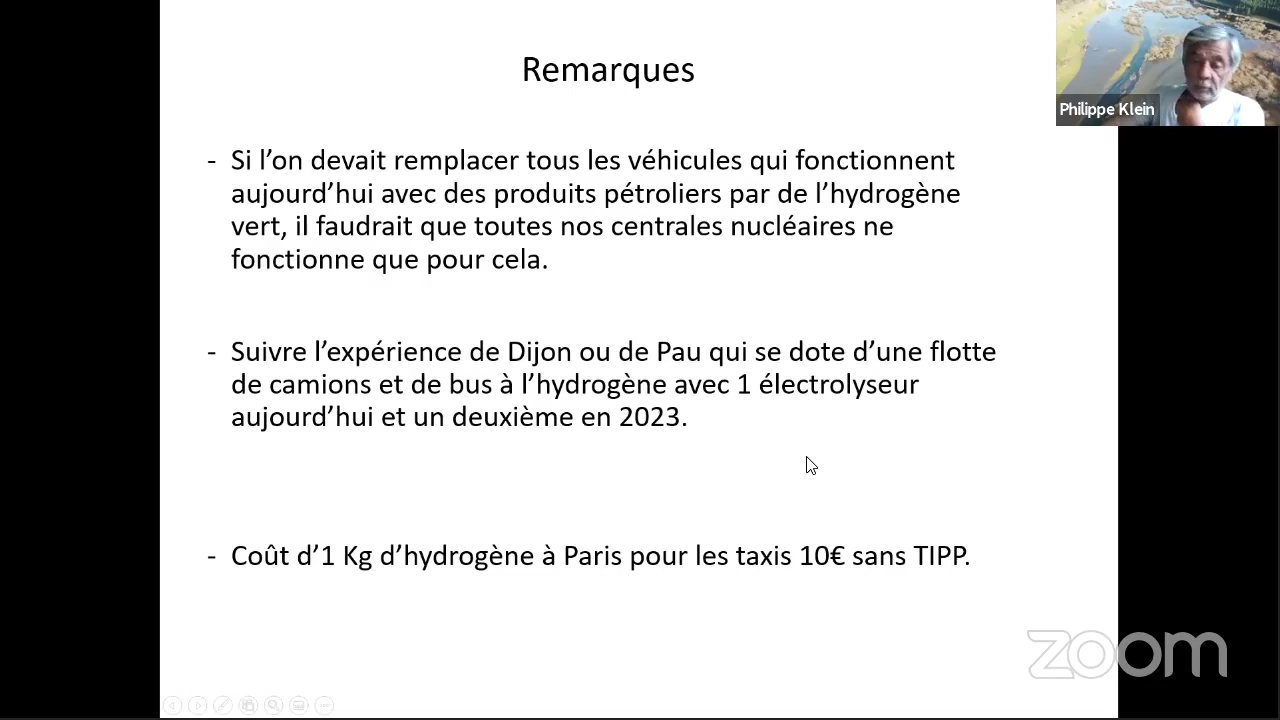 Remarques
Philippe Klein
- Si l’on devait remplacer tous les véhicules qui fonctionnent
aujourd’hui avec des produits pétroliers par de l’hydrogène
vert, il faudrait que toutes nos centrales nucléaires ne
fonctionne que pour cela.
- Suivre l’expérience de Dijon ou de Pau qui se dote d’une flotte
de camions et de bus à l’hydrogène avec 1 électrolyseur
aujourd’hui et un deuxième en 2023.
- Coût d’1 Kg d’hydrogène à Paris pour les taxis 10€ sans TIPP.
zoom